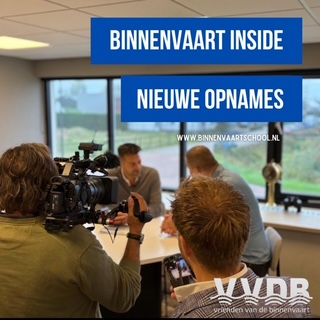 BINNENVAART INSIDE
NIEUWE OPNAMES
WWW.BINNENVAARTSCHOOL.NL
VVDB
vrienden van de binnenvaart